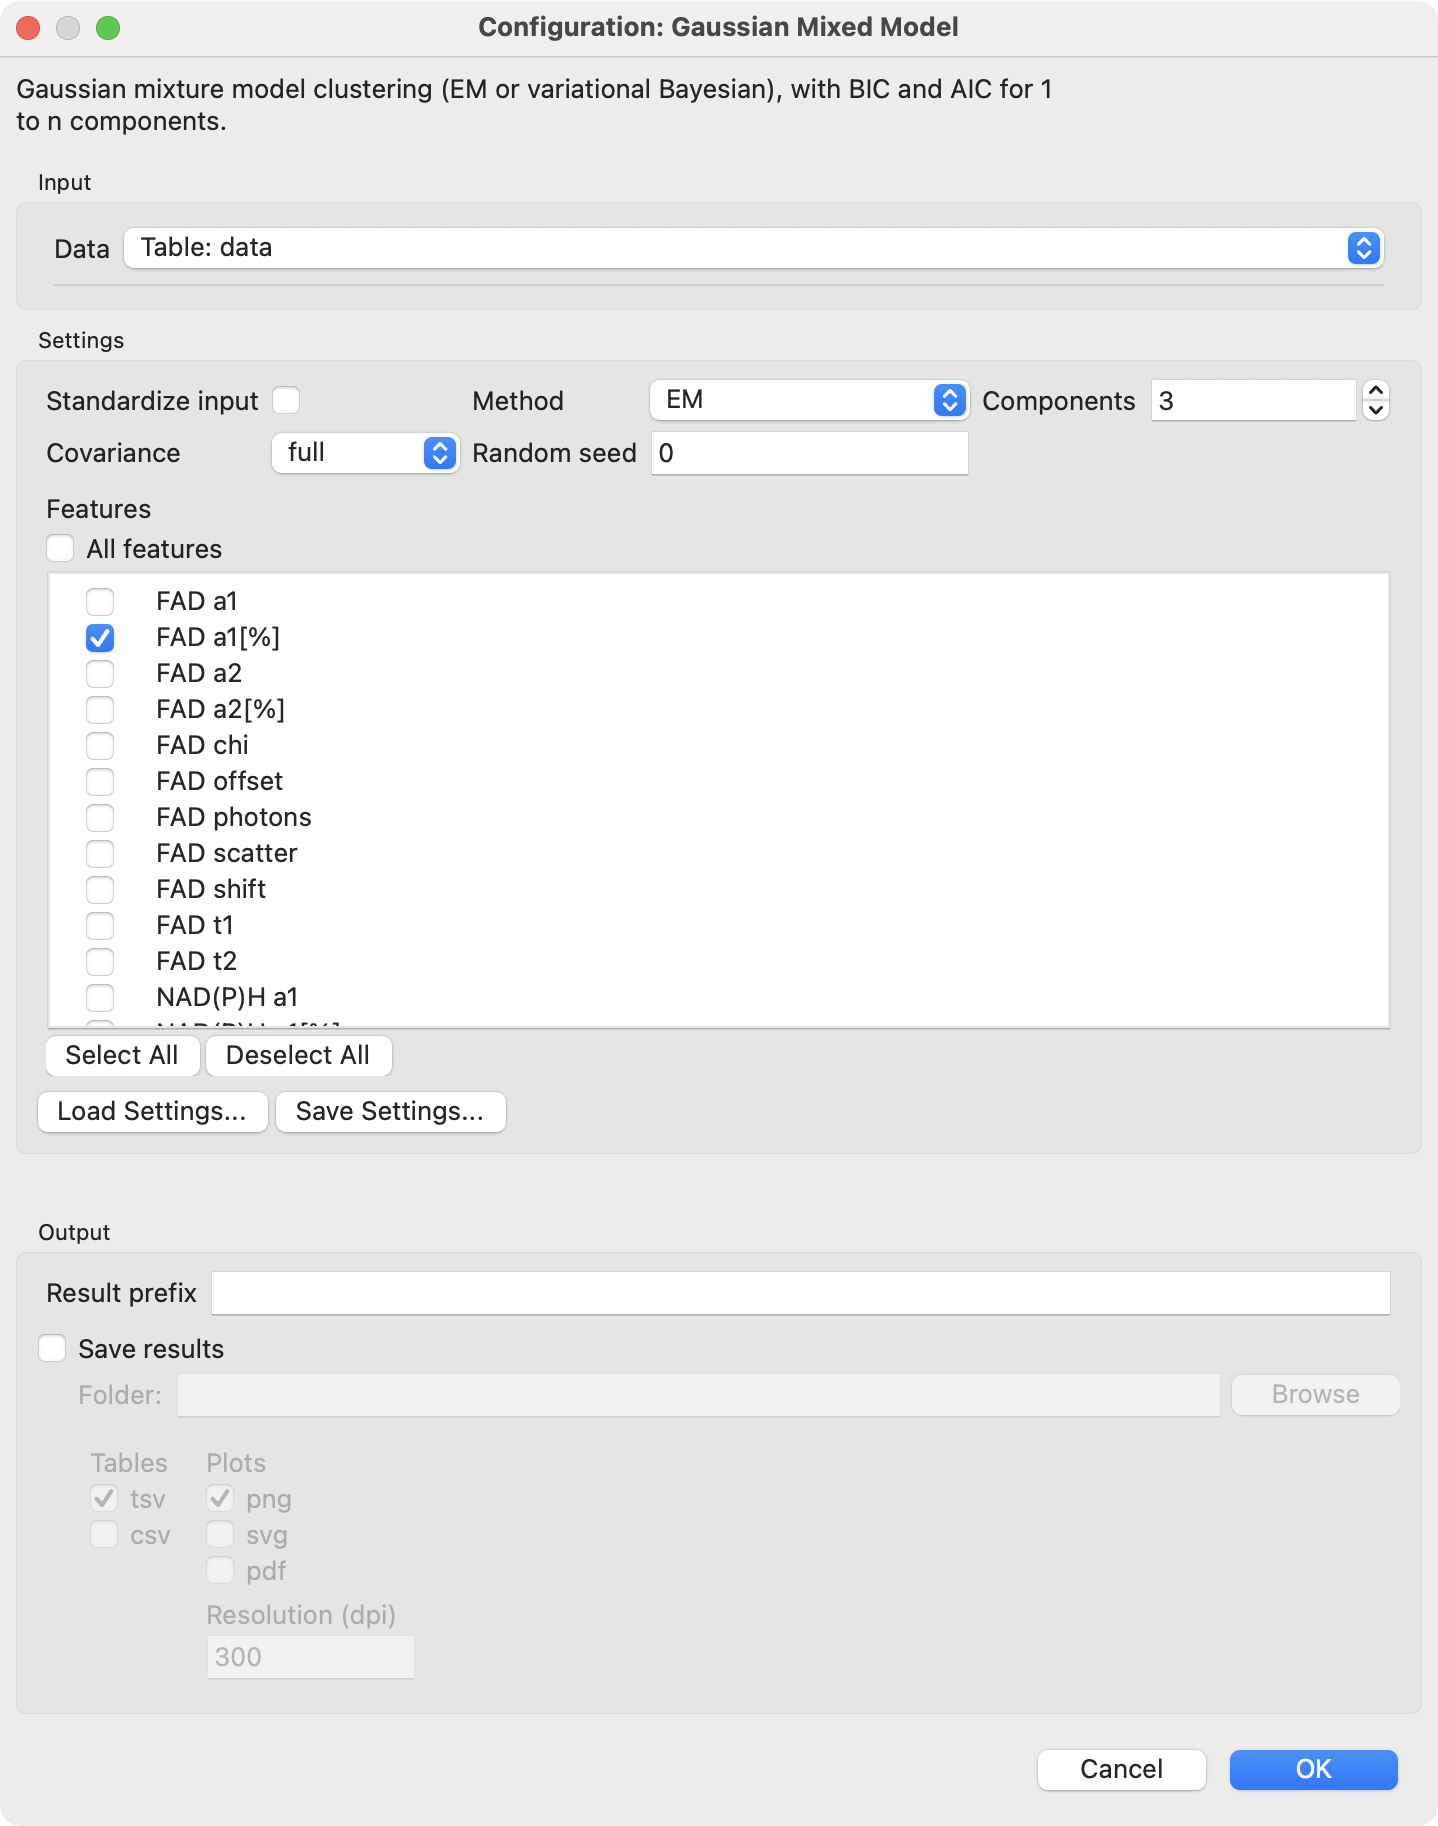 Configuration: Gaussian Mixed Model
Gaussian mixture model clustering (EM or variational Bayesian), with BIC and AIC for 1
to n components.
Input
Data Table: data
Settings
Standardize input Method EM Components 3
Covariance full Random seed 0
Features
All features
FAD a1
FAD a1[%]
FAD a2
FAD a2[%]
FAD chi
FAD offset
FAD photons
FAD scatter
FAD shift
FAD t1
FAD t2
NAD(P)H a1
NAD(P)H a1[%]
Select All Deselect All
Load Settings... Save Settings...
Output
Result prefix
Save results
Folder: Browse
Tables Plots
tsv png
csv svg
pdf
Resolution (dpi)
300
Cancel OK